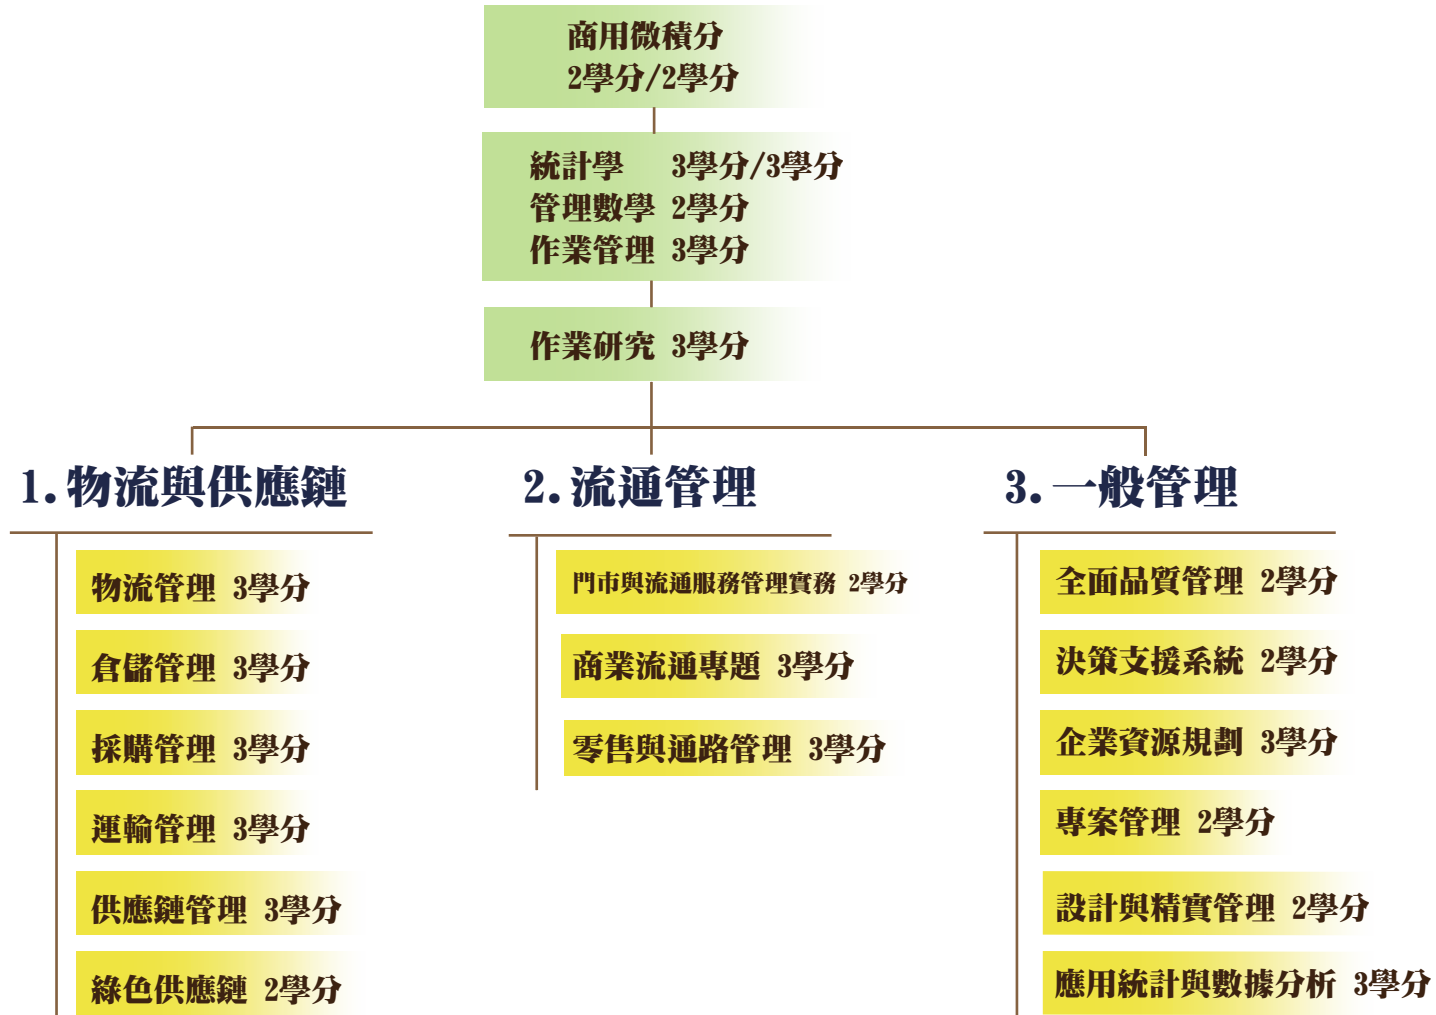 商用微積分
2學分/2學分
統計學 3學分/3學分
管理數學 2學分
作業管理 3學分
作業研究 3學分
1.物流與供應鏈
物流管理 3學分
倉儲管理 3學分
採購管理 3學分
運輸管理 3學分
供應鏈管理 3學分
綠色供應鏈 2學分
2.流通管理
門市與流通服務管理實務 2學分
商業流通專題 3學分
零售與通路管理 3學分
3.一般管理
全面品質管理 2學分
決策支援系統 2學分
企業資源規劃 3學分
專案管理 2學分
設計與精實管理 2學分
應用統計與數據分析 3學分